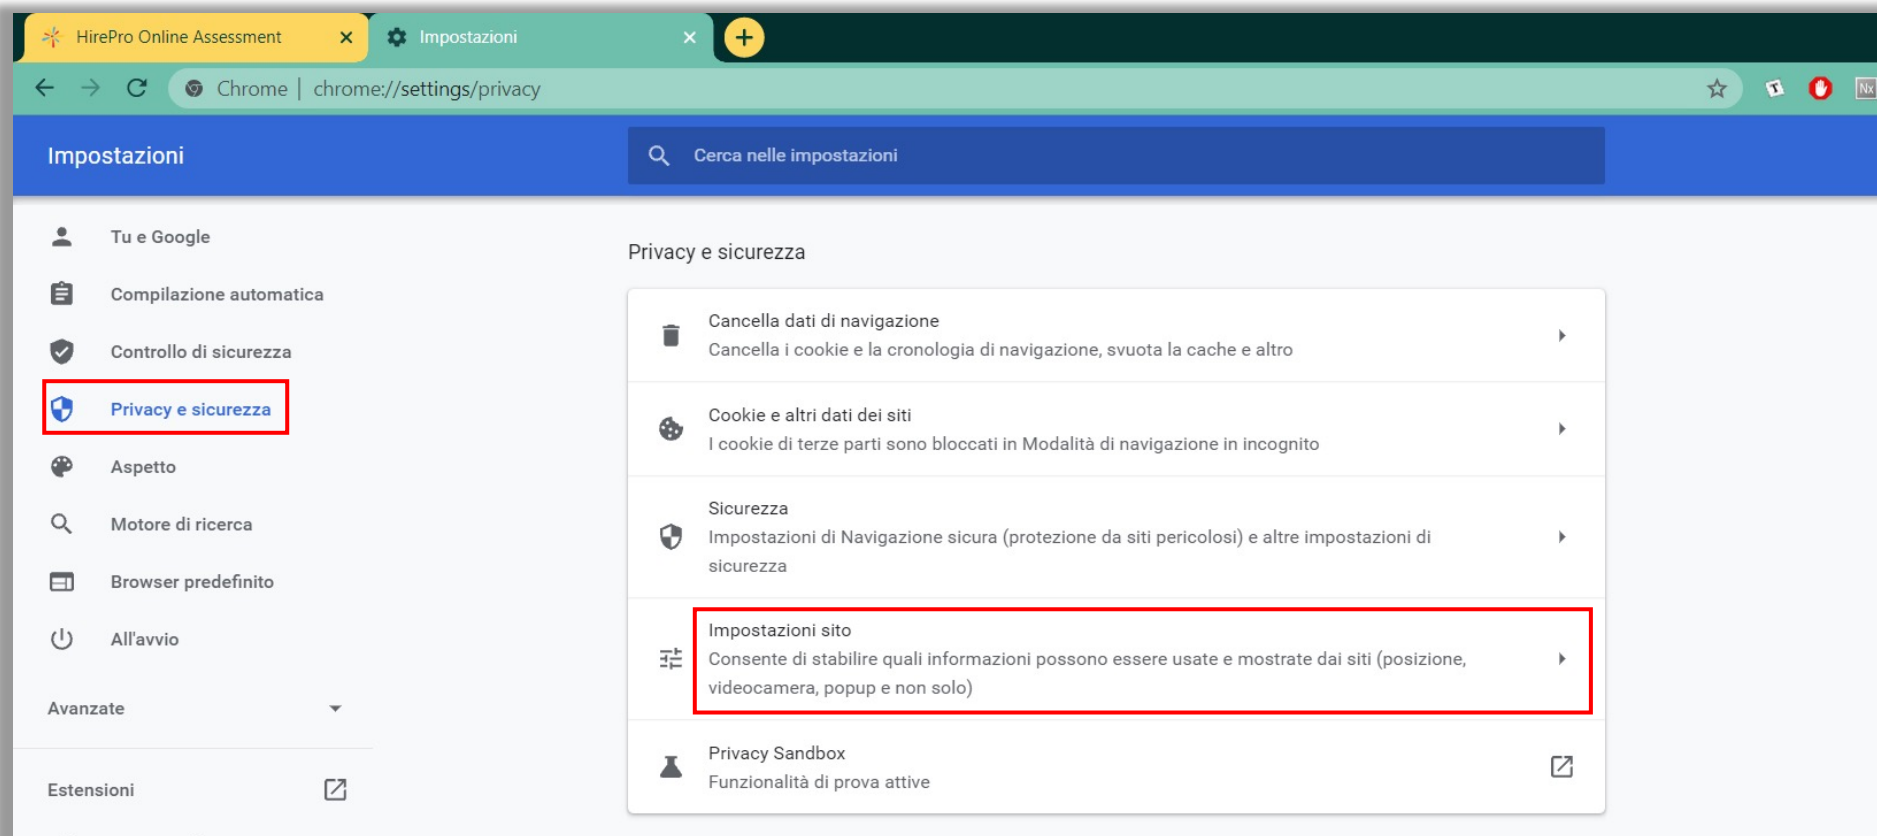 HirePro Online Assessment
Impostazioni
Chrome | chrome://settings/privacy
Nx
Impostazioni
Cerca nelle impostazioni
Tu e Google
Compilazione automatica
Controllo di sicurezza
Privacy e sicurezza
Aspetto
Motore di ricerca
Browser predefinito
All'avvio
Avanzate
Estensioni
Privacy e sicurezza
Cancella dati di navigazione
Cancella i cookie e la cronologia di navigazione, svuota la cache e altro
Cookie e altri dati dei siti
I cookie di terze parti sono bloccati in Modalità di navigazione in incognito
Sicurezza
Impostazioni di Navigazione sicura (protezione da siti pericolosi) e altre impostazioni di
sicurezza
Impostazioni sito
Consente di stabilire quali informazioni possono essere usate e mostrate dai siti (posizione,
videocamera, popup e non solo)
Privacy Sandbox
Funzionalità di prova attive